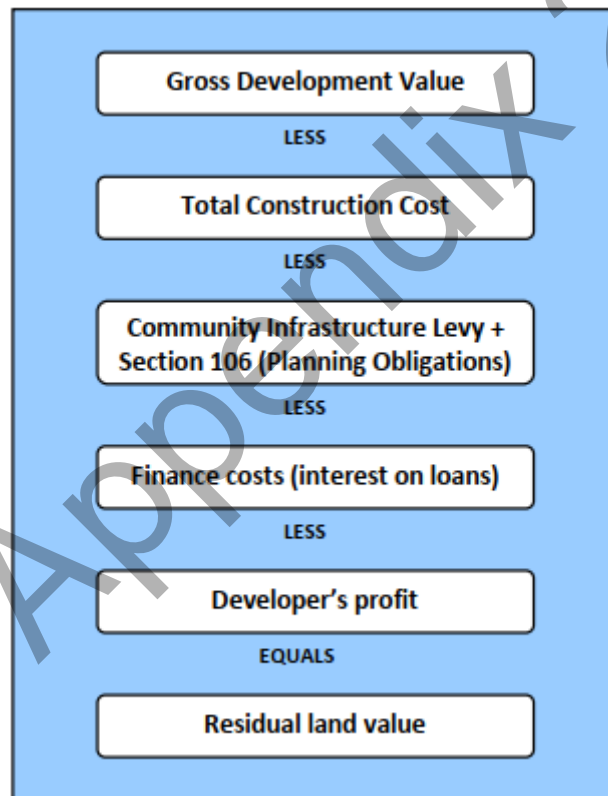 Gross Development Value
LESS
Total Construction Cost
LESS
Community Infrastructure Levy +
Section 106 (Planning Obligations)
LESS
Finance costs (interest on loans)
LESS
Developer's profit
EQUALS
Residual land value
Appendix